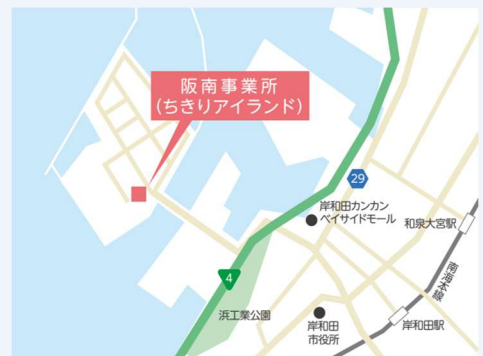 阪南事業所
(ちきりアイランド)
29
岸和田カンカン
ベイサイドモール
和泉大宮駅
南海本線
4
浜工業公園
岸和田
市役所
岸和田駅